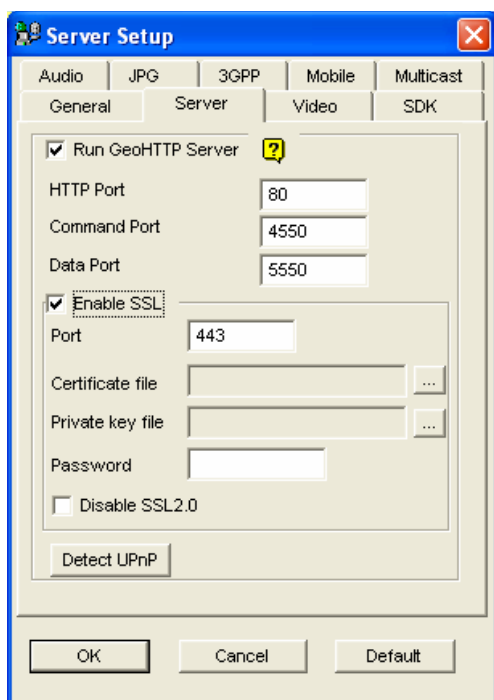 Server Setup
Audio JPG 3GPP Mobile Multicast
General Server Video SDK
Run GeoHTTP Server ?
HTTP Port 80
Command Port 4550
Data Port 5550
Enable SSL
Port 443
Certificate file ...
Private key file ...
Password
Disable SSL2.0
Detect UPnP
OK Cancel Default